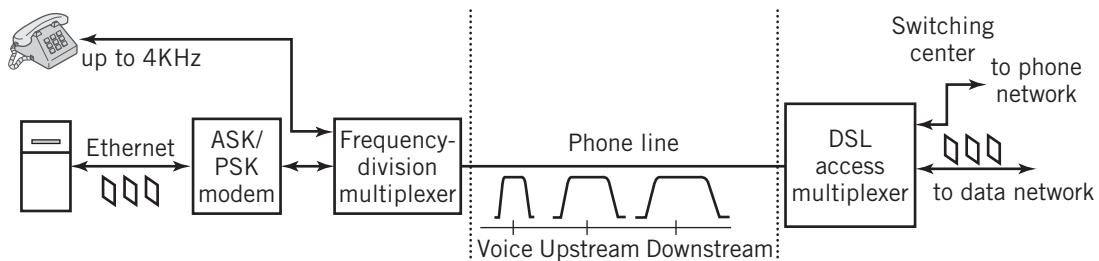 up to 4KHz
Ethernet
ASK/
PSK
modem
Frequency-
division
multiplexer
Phone line
Voice Upstream Downstream
DSL
access
multiplexer
Switching
center
to phone
network
to data network